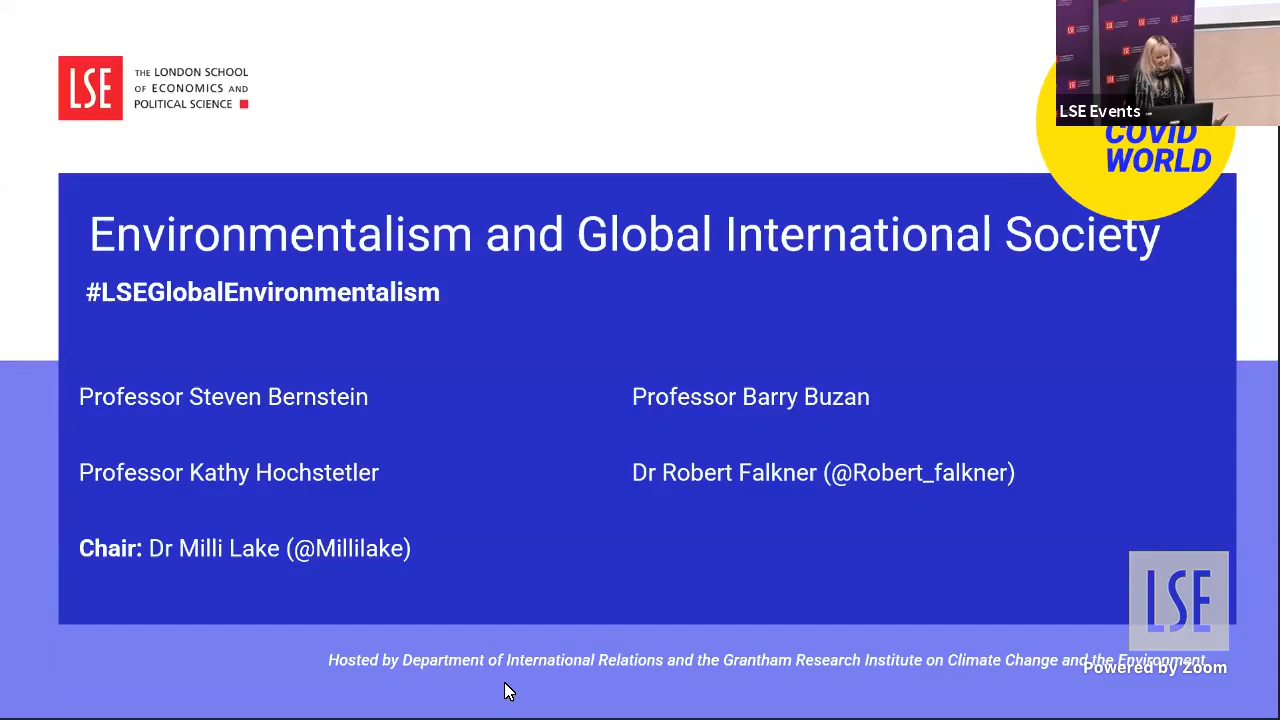 LSE
THE LONDON SCHOOL
OF ECONOMICS AND
POLITICAL SCIENCE
LSE Events
COVID
WORLD
Environmentalism and Global International Society
#LSEGlobalEnvironmentalism
Professor Steven Bernstein
Professor Barry Buzan
Professor Kathy Hochstetler
Dr Robert Falkner (@Robert_falkner)
Chair: Dr Milli Lake (@Millilake)
LSE
Hosted by Department of International Relations and the Grantham Research Institute on Climate Change and the Environment
Powered by Zoom